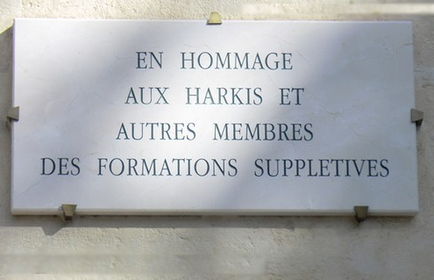 EN HOMMAGE
AUX HARKIS ET
AUTRES MEMBRES
DES FORMATIONS SUPPLETIVES